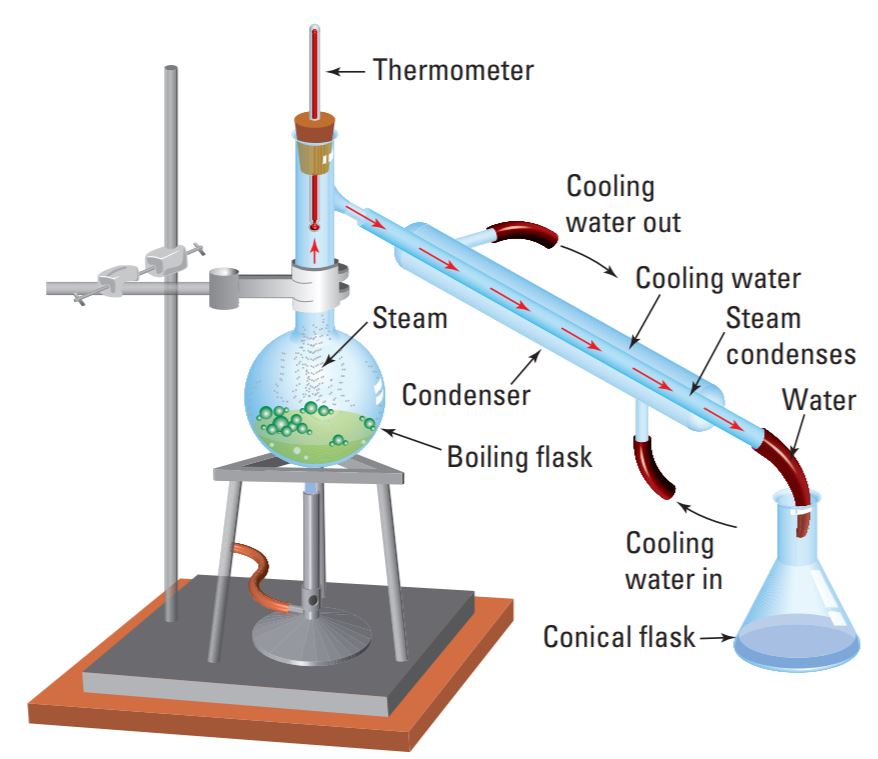 Thermometer
Cooling
water out
Cooling water
Steam
condenses
Steam
Condenser
Water
Boiling flask
Cooling
water in
Conical flask